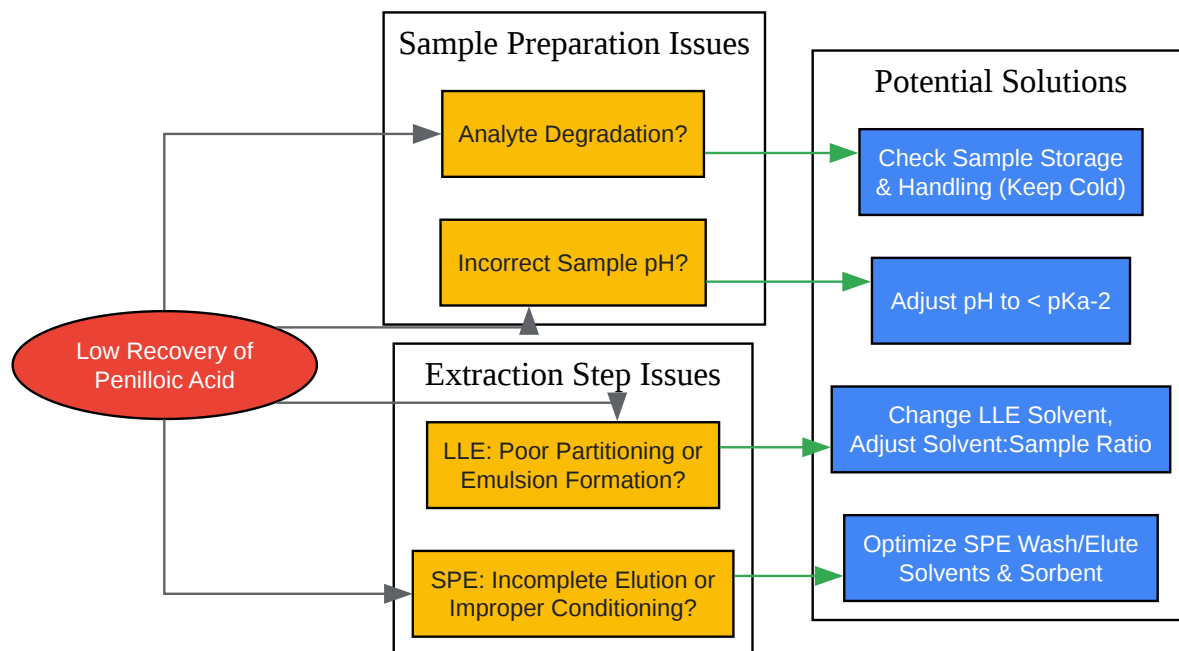 Sample Preparation Issues
Analyte Degradation?
Incorrect Sample pH?
Low Recovery of
Penilloic Acid
Extraction Step Issues
LLE: Poor Partitioning or
Emulsion Formation?
SPE: Incomplete Elution or
Improper Conditioning?
Potential Solutions
Check Sample Storage
& Handling (Keep Cold)
Adjust pH to < pKa-2
Change LLE Solvent,
Adjust Solvent:Sample Ratio
Optimize SPE Wash/Elute
Solvents & Sorbent